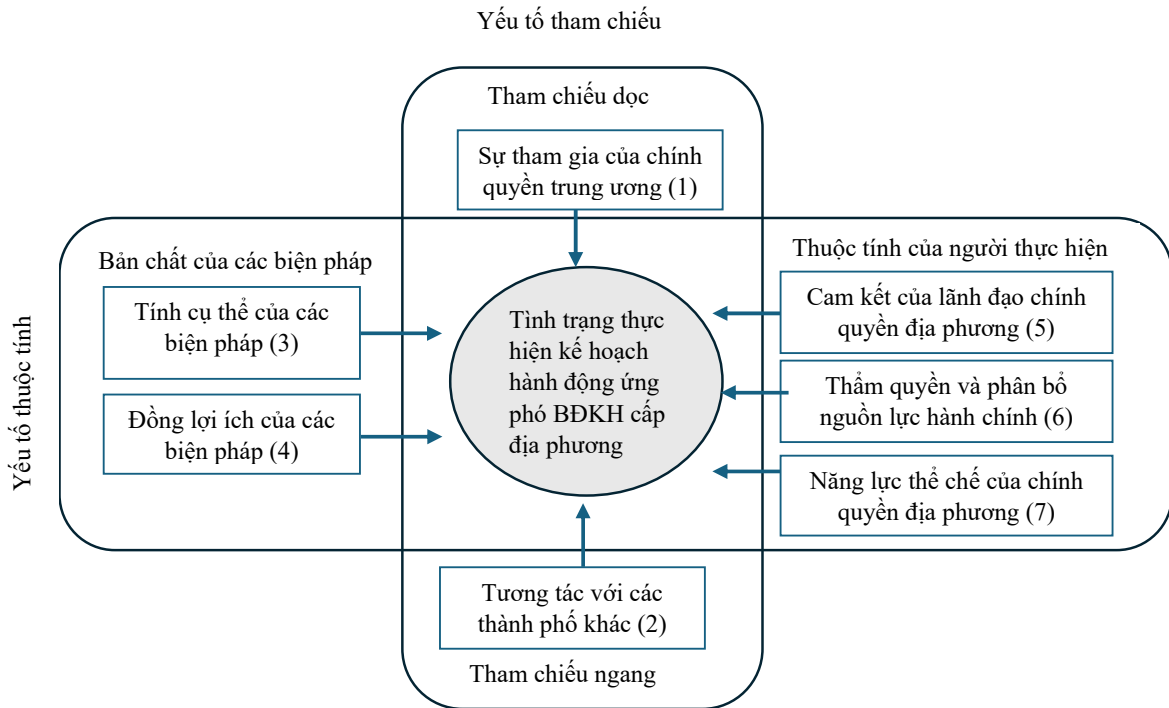 Yếu tố tham chiếu
Tham chiếu dọc
Sự tham gia của chính
quyền trung ương (1)
Bản chất của các biện pháp
Thuộc tính của người thực hiện
Tính cụ thể của các
biện pháp (3)
Đồng lợi ích của các
biện pháp (4)
Tình trạng thực
hiện kế hoạch
hành động ứng
phó BĐKH cấp
địa phương
Cam kết của lãnh đạo chính
quyền địa phương (5)
Thẩm quyền và phân bổ
nguồn lực hành chính (6)
Năng lực thể chế của chính
quyền địa phương (7)
Yếu tố thuộc tính
Tương tác với các
thành phố khác (2)
Tham chiếu ngang